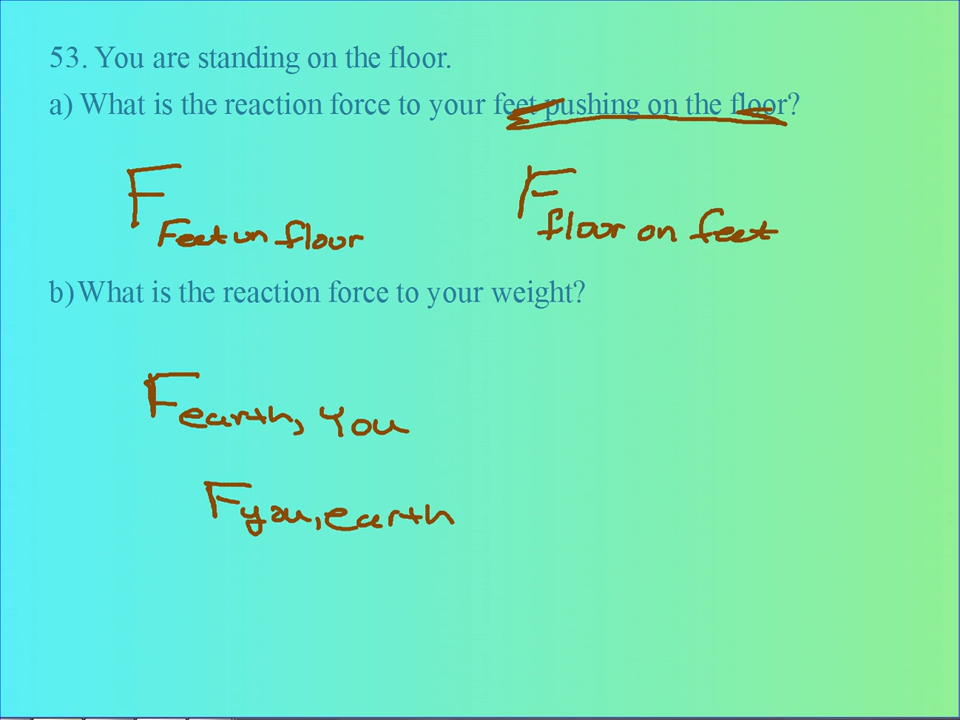 53. You are standing on the floor.
a) What is the reaction force to your feet pushing on the floor?
F Feet on floor F floor on feet
b) What is the reaction force to your weight?
F earth, You
F you, earth